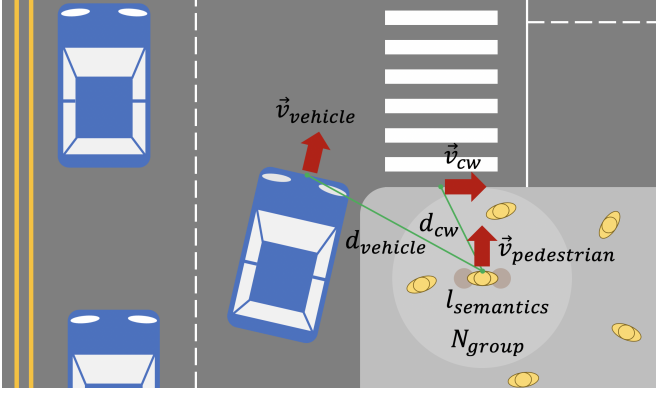 v⃗vehicle
v⃗cw
dcw
dvehicle
v⃗pedestrian
lsemantics
Ngroup